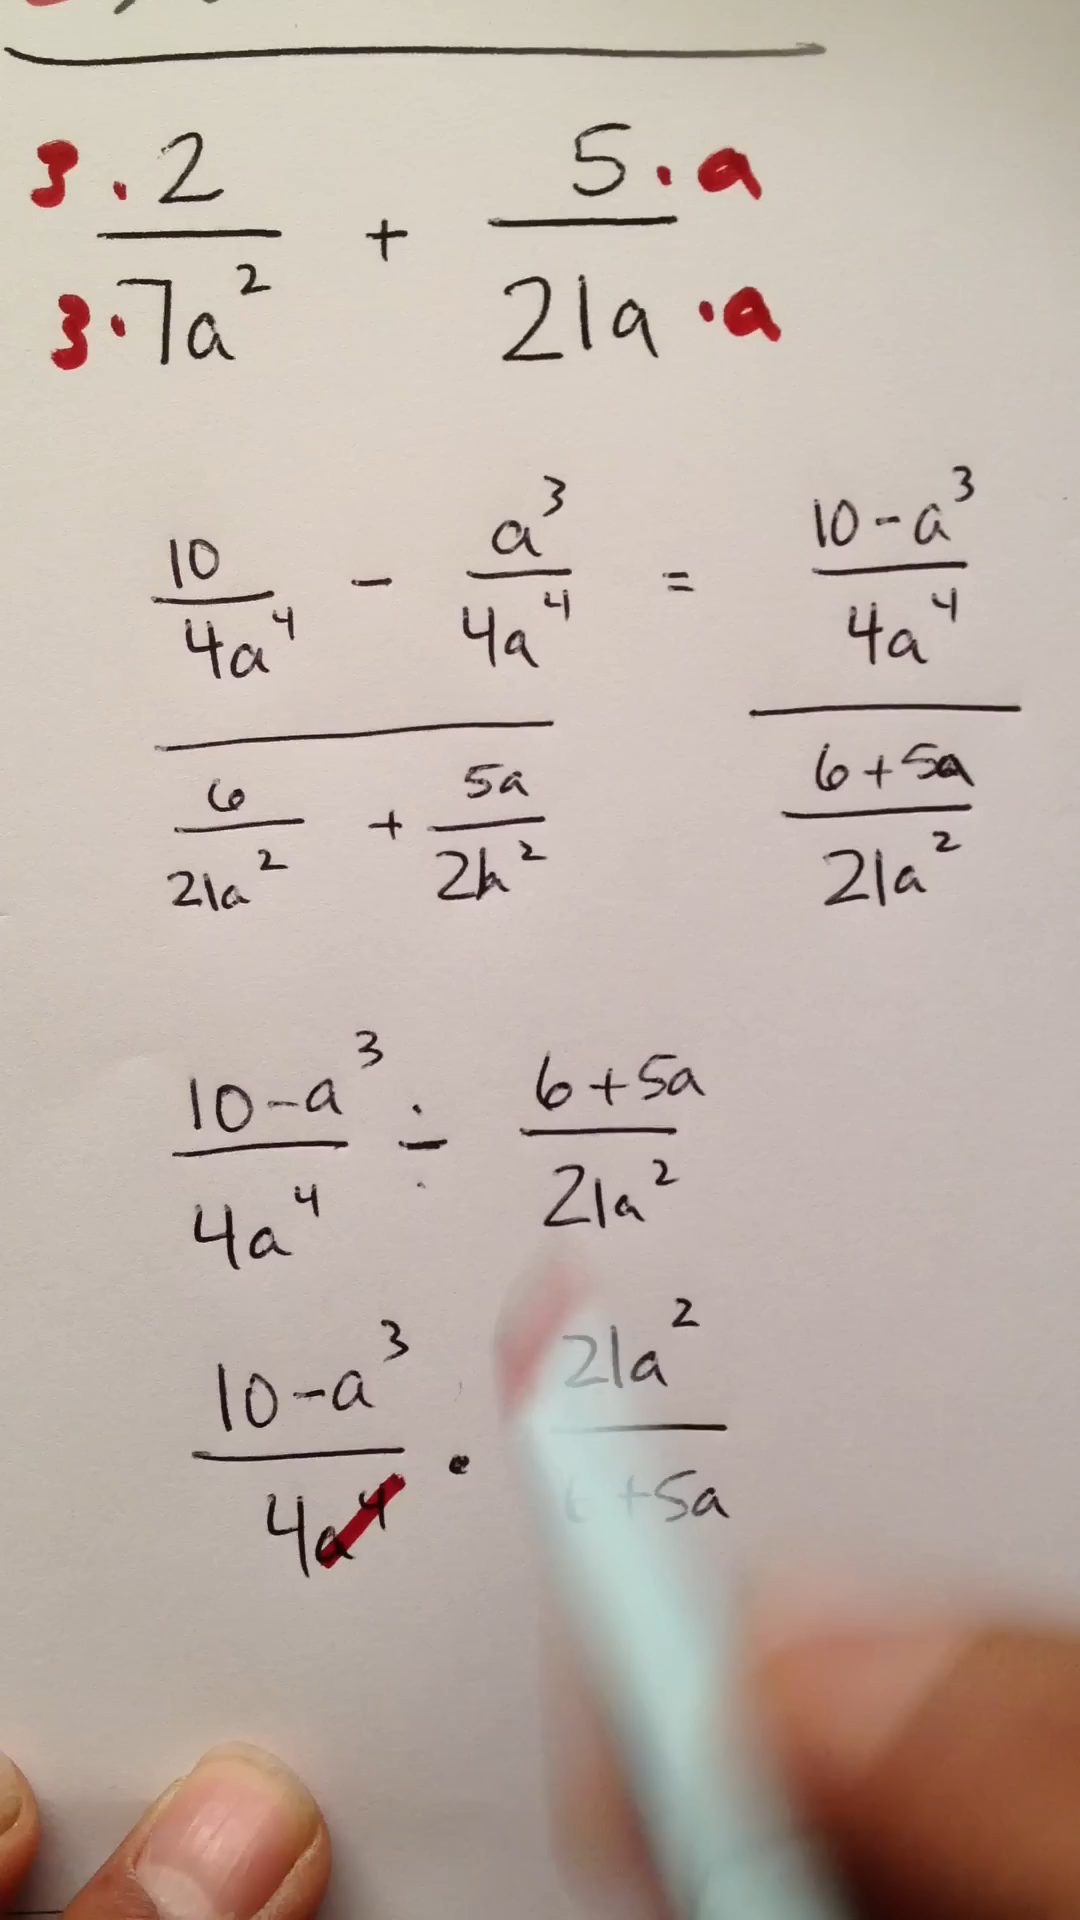 3 · 2/3 · 7a² + 5 · a/21a · a
10/4a⁴ - a³/4a⁴ = 10-a³/4a⁴
6/21a² + 5a/21a² 6+5a/21a²
10-a³/4a⁴ ÷ 6+5a/21a²
10-a³/4a⁴ · 21a²/6+5a